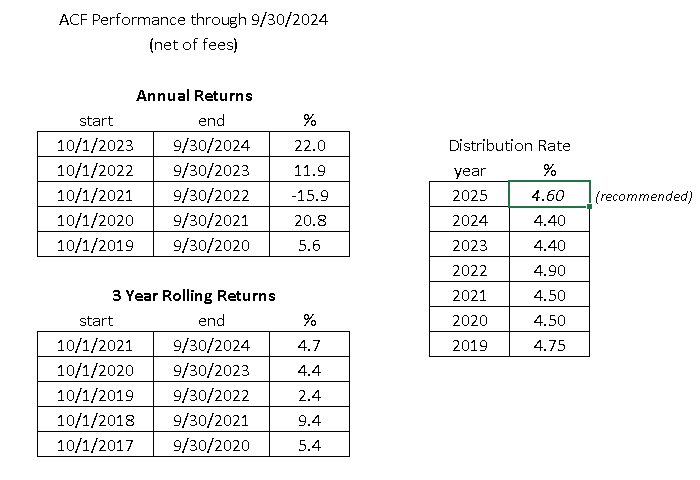 ACF Performance through 9/30/2024
(net of fees)
Annual Returns
start end %
10/1/2023 9/30/2024 22.0
10/1/2022 9/30/2023 11.9
10/1/2021 9/30/2022 -15.9
10/1/2020 9/30/2021 20.8
10/1/2019 9/30/2020 5.6
3 Year Rolling Returns
start end %
10/1/2021 9/30/2024 4.7
10/1/2020 9/30/2023 4.4
10/1/2019 9/30/2022 2.4
10/1/2018 9/30/2021 9.4
10/1/2017 9/30/2020 5.4
Distribution Rate
year %
2025 4.60 (recommended)
2024 4.40
2023 4.40
2022 4.90
2021 4.50
2020 4.50
2019 4.75